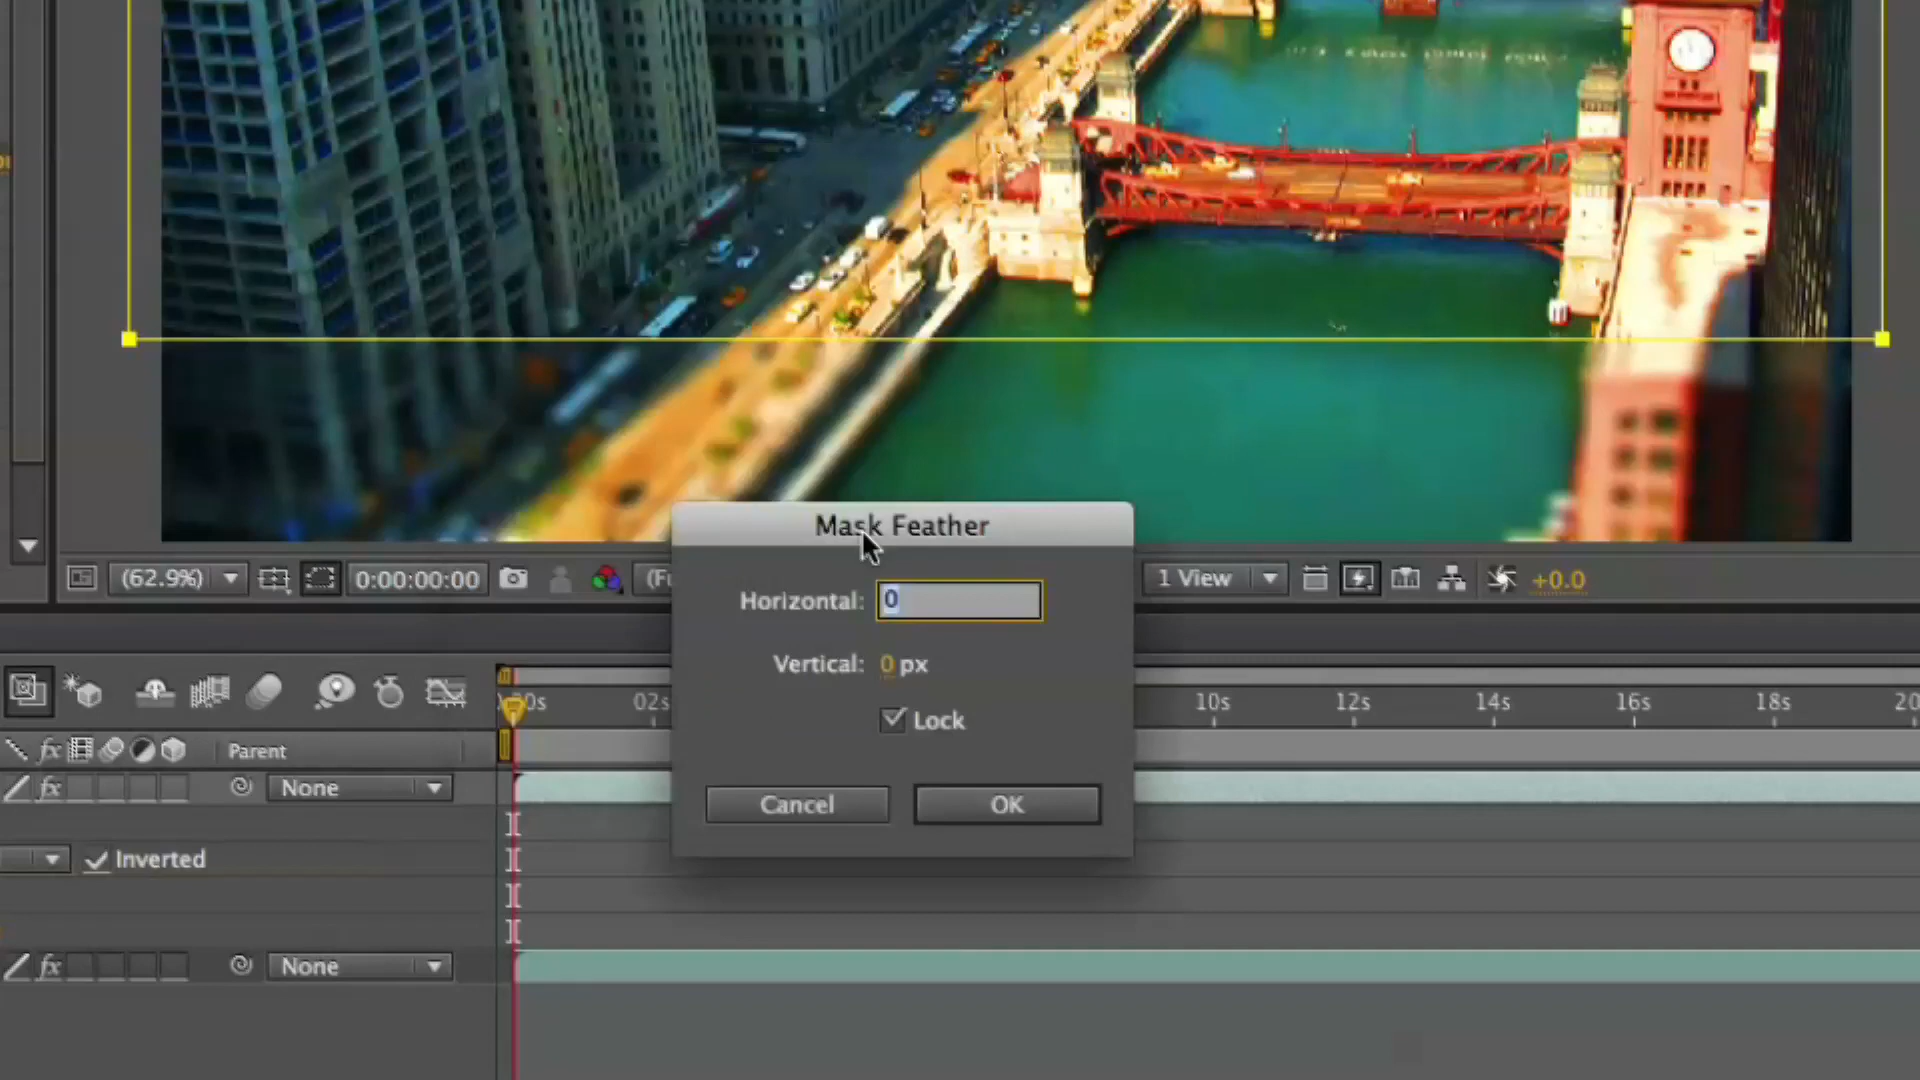 Mask Feather
(62.9%) 0:00:00:00 (Fu 1 View +0.0
Horizontal: 0
Vertical: 0 px
Lock
00s 02s 10s 12s 14s 16s 18s 20
fx Parent
fx None
Cancel OK
Inverted
fx None